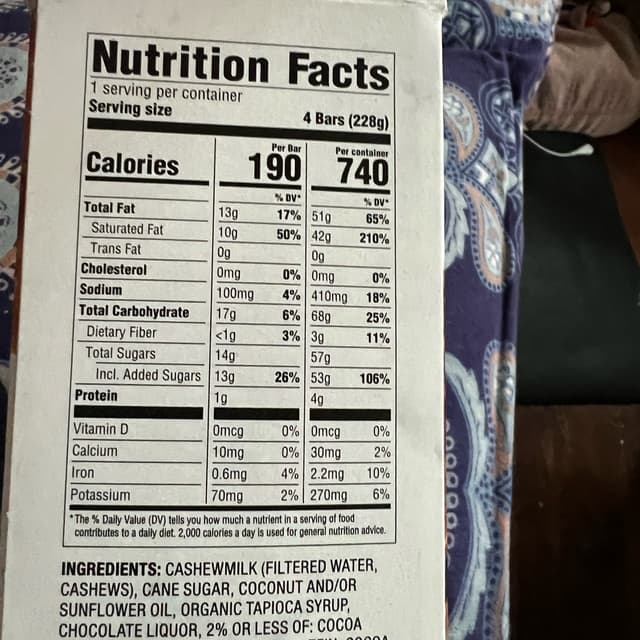 Nutrition Facts
1 serving per container
Serving size 4 Bars (228g)
Per Bar Per container
Calories 190 740
% DV* % DV*
Total Fat 13g 17% 51g 65%
Saturated Fat 10g 50% 42g 210%
Trans Fat 0g 0g
Cholesterol 0mg 0% 0mg 0%
Sodium 100mg 4% 410mg 18%
Total Carbohydrate 17g 6% 68g 25%
Dietary Fiber <1g 3% 3g 11%
Total Sugars 14g 57g
Incl. Added Sugars 13g 26% 53g 106%
Protein 1g 4g
Vitamin D 0mcg 0% 0mcg 0%
Calcium 10mg 0% 30mg 2%
Iron 0.6mg 4% 2.2mg 10%
Potassium 70mg 2% 270mg 6%
*The % Daily Value (DV) tells you how much a nutrient in a serving of food
contributes to a daily diet. 2,000 calories a day is used for general nutrition advice.
INGREDIENTS: CASHEWMILK (FILTERED WATER,
CASHEWS), CANE SUGAR, COCONUT AND/OR
SUNFLOWER OIL, ORGANIC TAPIOCA SYRUP,
CHOCOLATE LIQUOR, 2% OR LESS OF: COCOA